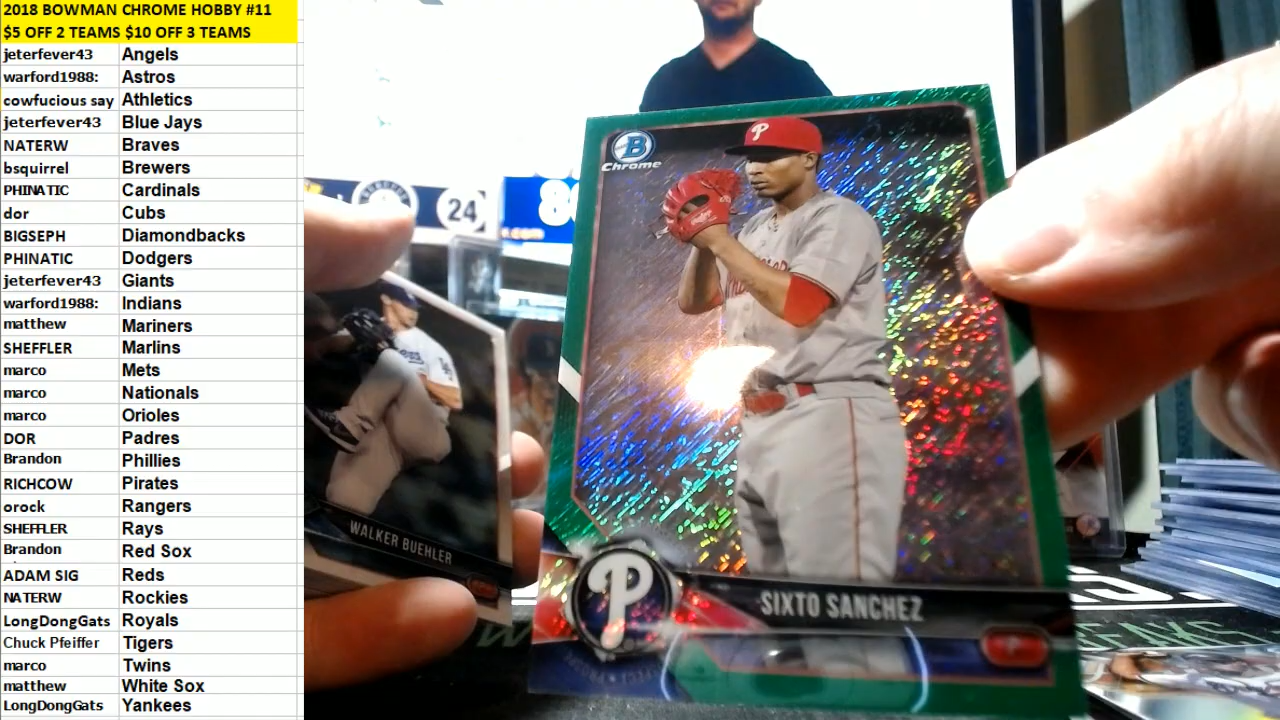 2018 BOWMAN CHROME HOBBY #11
$5 OFF 2 TEAMS $10 OFF 3 TEAMS
jeterfever43 Angels
warford1988: Astros
cowfucious say Athletics
jeterfever43 Blue Jays
NATERW Braves
bsquirrel Brewers
PHINATIC Cardinals
dor Cubs
BIGSEPH Diamondbacks
PHINATIC Dodgers
jeterfever43 Giants
warford1988: Indians
matthew Mariners
SHEFFLER Marlins
marco Mets
marco Nationals
marco Orioles
DOR Padres
Brandon Phillies
RICHCOW Pirates
orock Rangers
SHEFFLER Rays
Brandon Red Sox
ADAM SIG Reds
NATERW Rockies
LongDongGats Royals
Chuck Pfeiffer Tigers
marco Twins
matthew White Sox
LongDongGats Yankees
24
B
Chrome
P
WALKER BUEHLER
P
SIXTO SANCHEZ
P